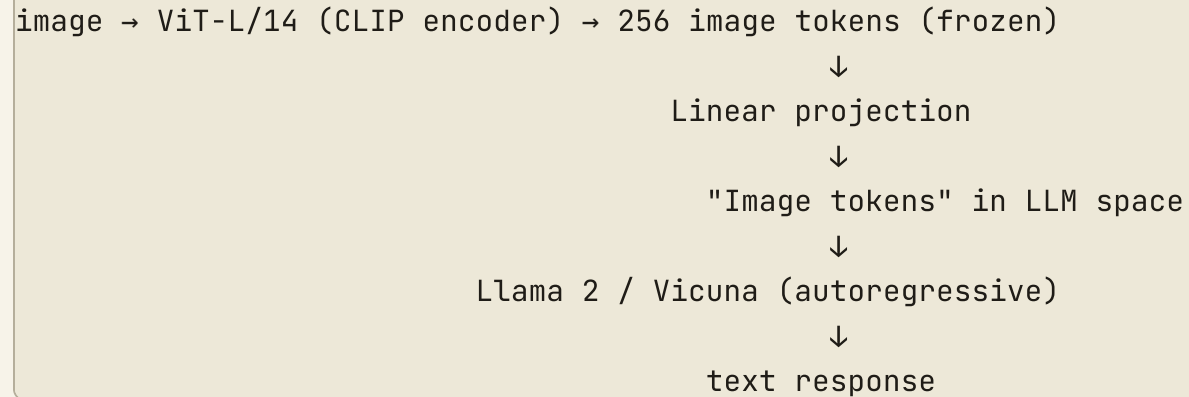 image → ViT-L/14 (CLIP encoder) → 256 image tokens (frozen)
↓
Linear projection
↓
"Image tokens" in LLM space
↓
Llama 2 / Vicuna (autoregressive)
↓
text response